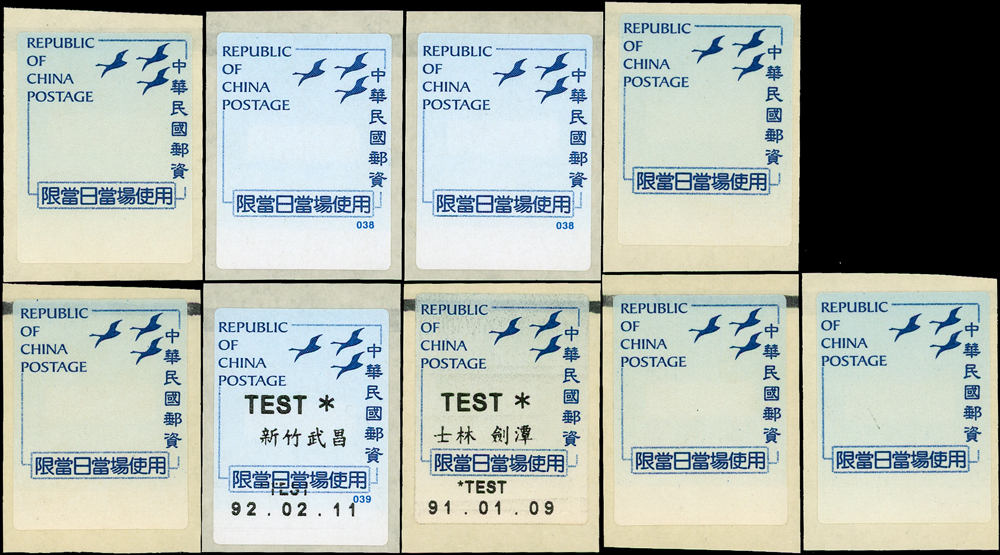 REPUBLIC
OF
CHINA
POSTAGE
中華民國郵資
限當日當場使用
REPUBLIC
OF
CHINA
POSTAGE
中華民國郵資
限當日當場使用
038
REPUBLIC
OF
CHINA
POSTAGE
中華民國郵資
限當日當場使用
038
REPUBLIC
OF
CHINA
POSTAGE
中華民國郵資
限當日當場使用
REPUBLIC
OF
CHINA
POSTAGE
中華民國郵資
限當日當場使用
REPUBLIC
OF
CHINA
POSTAGE
中華民國郵資
TEST *
新竹武昌
限當日當場使用
TEST
039
92.02.11
REPUBLIC
OF
CHINA
POSTAGE
中華民國郵資
TEST *
士林 劍潭
限當日當場使用
*TEST
91.01.09
REPUBLIC
OF
CHINA
POSTAGE
中華民國郵資
限當日當場使用
REPUBLIC
OF
CHINA
POSTAGE
中華民國郵資
限當日當場使用